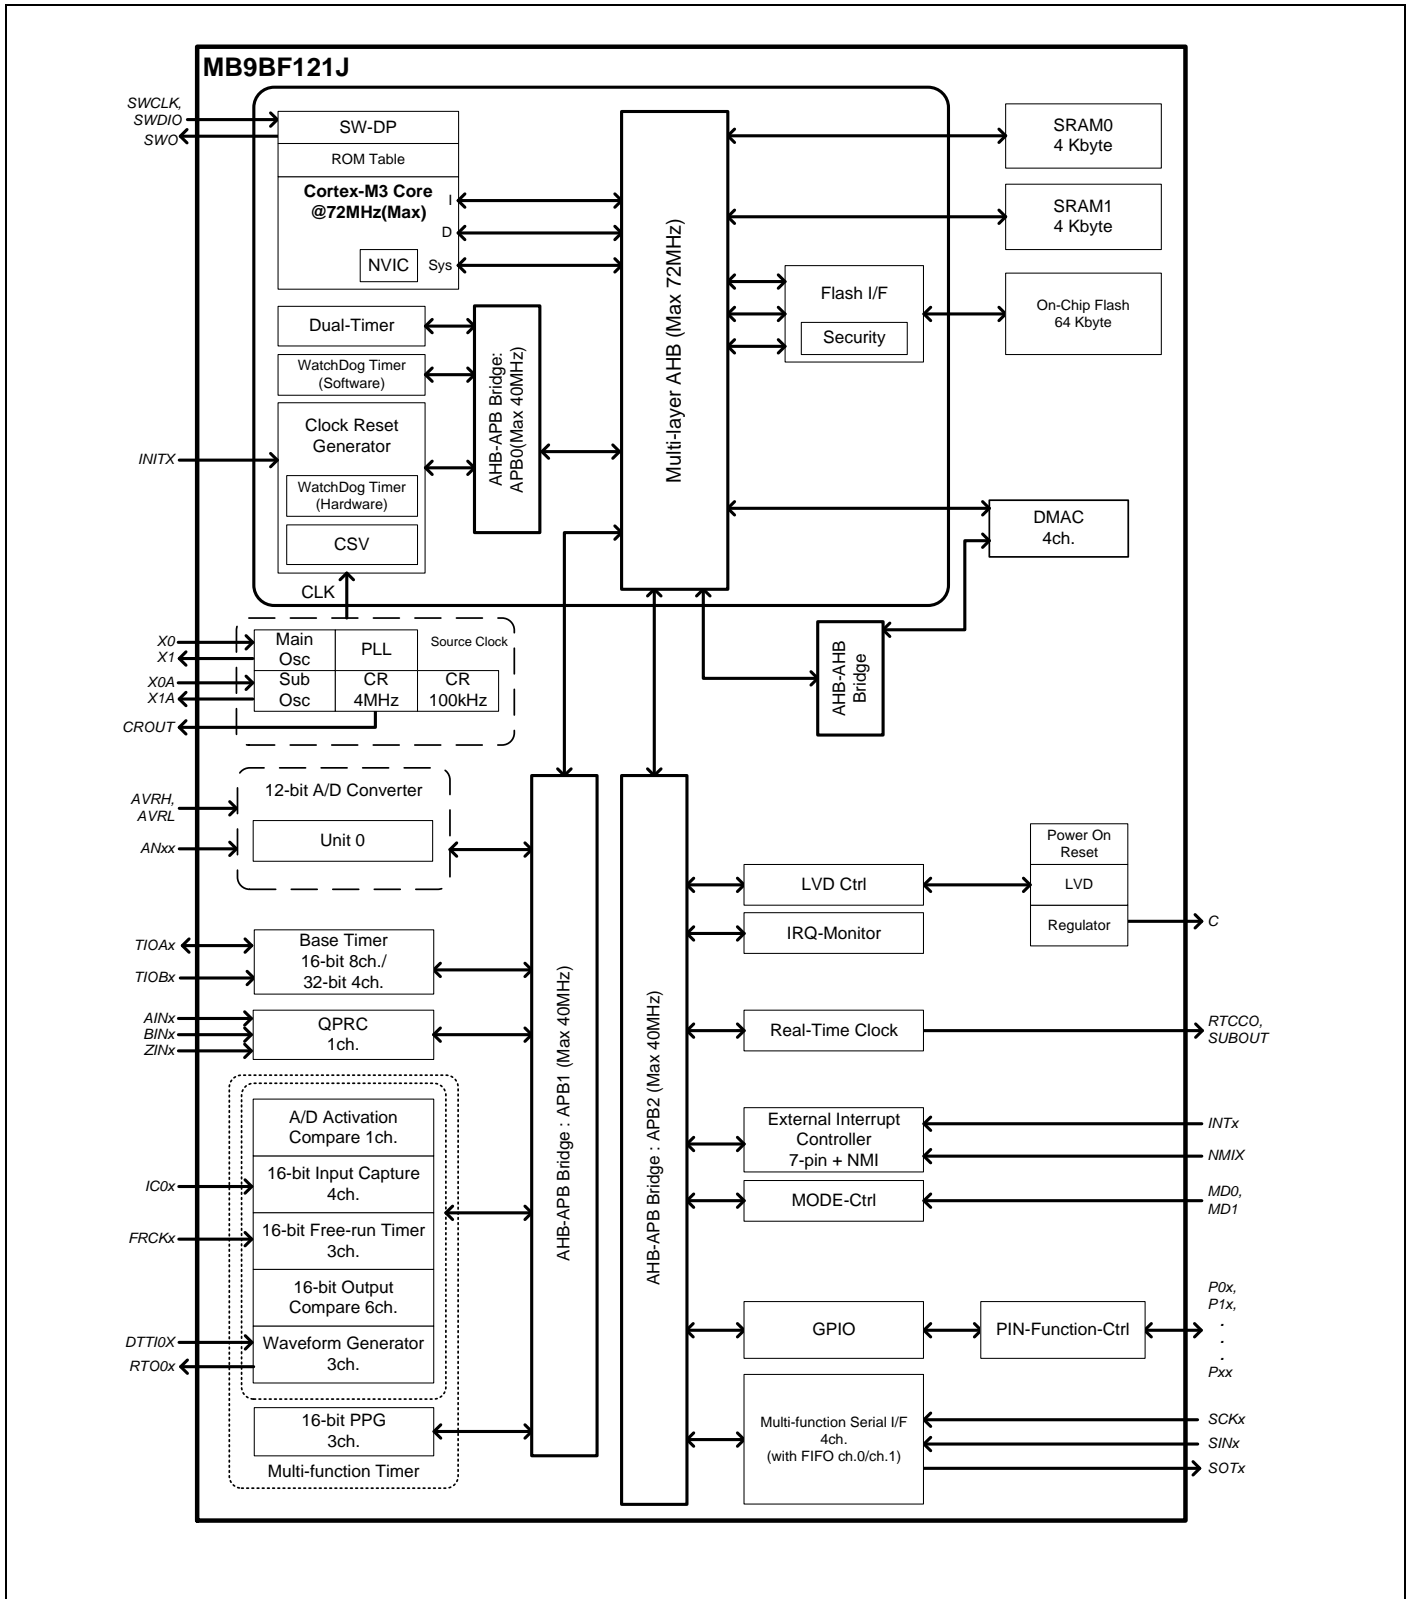 MB9BF121J
SWCLK,
SWDIO
SWO
SW-DP
ROM Table
Cortex-M3 Core
@72MHz(Max)
I
D
Sys
NVIC
Multi-layer AHB (Max 72MHz)
SRAM0
4 Kbyte
SRAM1
4 Kbyte
Flash I/F
Security
On-Chip Flash
64 Kbyte
Dual-Timer
WatchDog Timer
(Software)
Clock Reset
Generator
WatchDog Timer
(Hardware)
CSV
INITX
AHB-APB Bridge:
APB0(Max 40MHz)
DMAC
4ch.
CLK
X0
X1
X0A
X1A
CROUT
Main
Osc
PLL
Source Clock
Sub
Osc
CR
4MHz
CR
100kHz
AHB-AHB
Bridge
AVRH,
AVRL
ANxx
12-bit A/D Converter
Unit 0
AHB-APB Bridge : APB1 (Max 40MHz)
AHB-APB Bridge : APB2 (Max 40MHz)
LVD Ctrl
Power On
Reset
LVD
Regulator
C
IRQ-Monitor
TIOAx
TIOBx
Base Timer
16-bit 8ch./
32-bit 4ch.
AINx
BINx
ZINx
QPRC
1ch.
Real-Time Clock
RTCCO,
SUBOUT
A/D Activation
Compare 1ch.
IC0x
16-bit Input Capture
4ch.
FRCKx
16-bit Free-run Timer
3ch.
16-bit Output
Compare 6ch.
DTTI0X
RTO0x
Waveform Generator
3ch.
16-bit PPG
3ch.
Multi-function Timer
External Interrupt
Controller
7-pin + NMI
INTx
NMIX
MODE-Ctrl
MD0,
MD1
GPIO
PIN-Function-Ctrl
P0x,
P1x,
.
.
.
Pxx
Multi-function Serial I/F
4ch.
(with FIFO ch.0/ch.1)
SCKx
SINx
SOTx